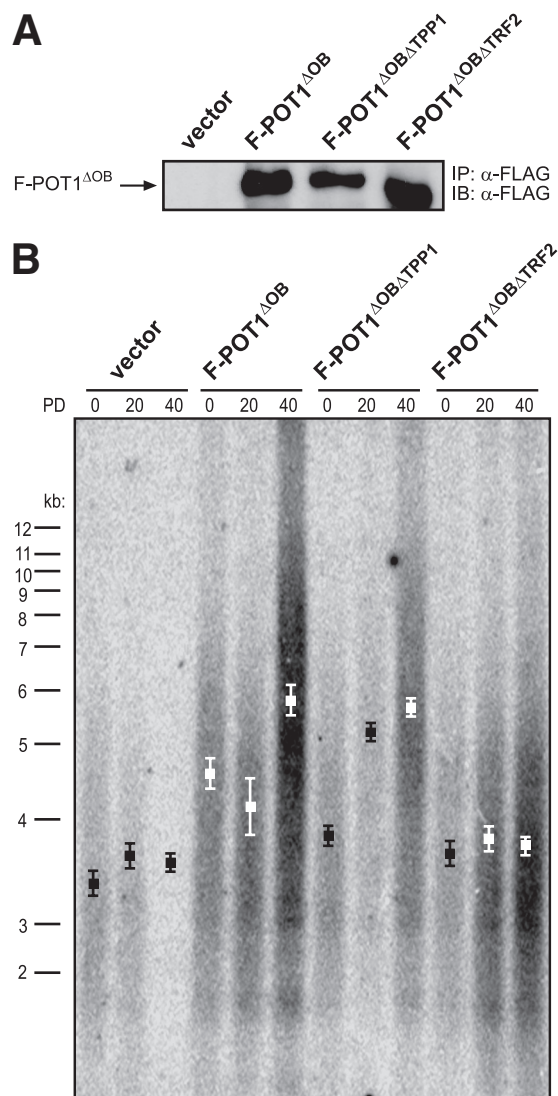 A
vector
F-POT1ΔOB
F-POT1ΔOBΔTPP1
F-POT1ΔOBΔTRF2
F-POT1ΔOB
IP: α-FLAG
IB: α-FLAG
B
vector
F-POT1ΔOB
F-POT1ΔOBΔTPP1
F-POT1ΔOBΔTRF2
PD 0 20 40 0 20 40 0 20 40 0 20 40
kb:
12
11
10
9
8
7
6
5
4
3
2